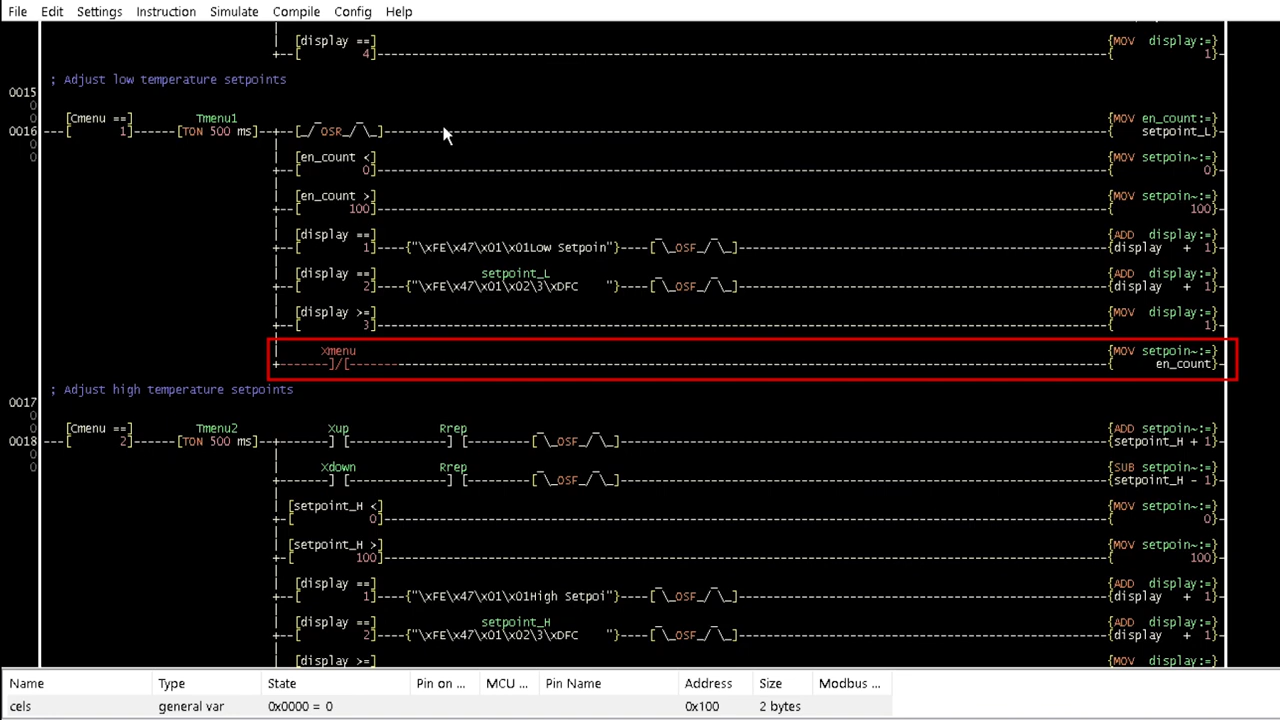 File Edit Settings Instruction Simulate Compile Config Help
[display ==] {MOV display:=}
+--[ 4]------{ 1}-
; Adjust low temperature setpoints
0015
0
0 [Cmenu ==] Tmenu1 {MOV en_count:=}
0016 ---[ 1]------[TON 500 ms]--+--[_/ OSR_/\_]------{ setpoint_L}-
0
0 [en_count <] {MOV setpoin~:=}
+--[ 0]------{ 0}-
[en_count >] {MOV setpoin~:=}
+--[ 100]------{ 100}-
[display ==] {ADD display:=}
+--[ 1]----{"\xFE\x47\x01\x01Low Setpoin"}----[ \_OSF_/\_]------{display + 1}-
[display ==] setpoint_L {ADD display:=}
+--[ 2]----{"\xFE\x47\x01\x02\3\xDFC "}----[ \_OSF_/\_]------{display + 1}-
[display >=] {MOV display:=}
+--[ 3]------{ 1}-
Xmenu {MOV setpoin~:=}
+-------]/[-------{ en_count}-
; Adjust high temperature setpoints
0017
0
0 [Cmenu ==] Tmenu2 Xup Rrep {ADD setpoin~:=}
0018 ---[ 2]------[TON 500 ms]--+-------] [------------] [--------[ \_OSF_/\_]------{setpoint_H + 1}-
0
0 Xdown Rrep {SUB setpoin~:=}
+-------] [------------] [--------[ \_OSF_/\_]------{setpoint_H - 1}-
[setpoint_H <] {MOV setpoin~:=}
+--[ 0]------{ 0}-
[setpoint_H >] {MOV setpoin~:=}
+--[ 100]------{ 100}-
[display ==] {ADD display:=}
+--[ 1]----{"\xFE\x47\x01\x01High Setpoi"}----[ \_OSF_/\_]------{display + 1}-
[display ==] setpoint_H {ADD display:=}
+--[ 2]----{"\xFE\x47\x01\x02\3\xDFC "}----[ \_OSF_/\_]------{display + 1}-
[display >=] {MOV display:=}
Name Type State Pin on ... MCU ... Pin Name Address Size Modbus ...
cels general var 0x0000 = 0 0x100 2 bytes